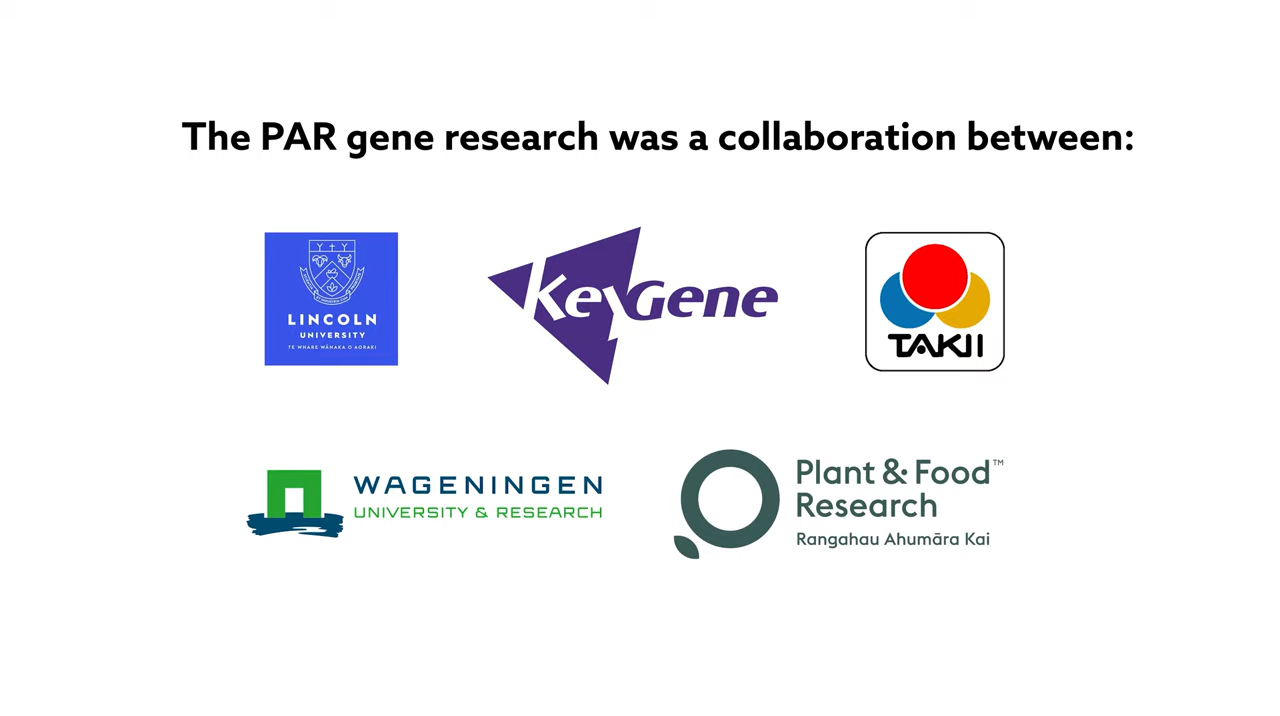 The PAR gene research was a collaboration between:
LINCOLN
UNIVERSITY
TE WHARE WĀNAKA O AORAKI
KeyGene
TAKII
WAGENINGEN
UNIVERSITY & RESEARCH
Plant & Food™
Research
Rangahau Ahumāra Kai